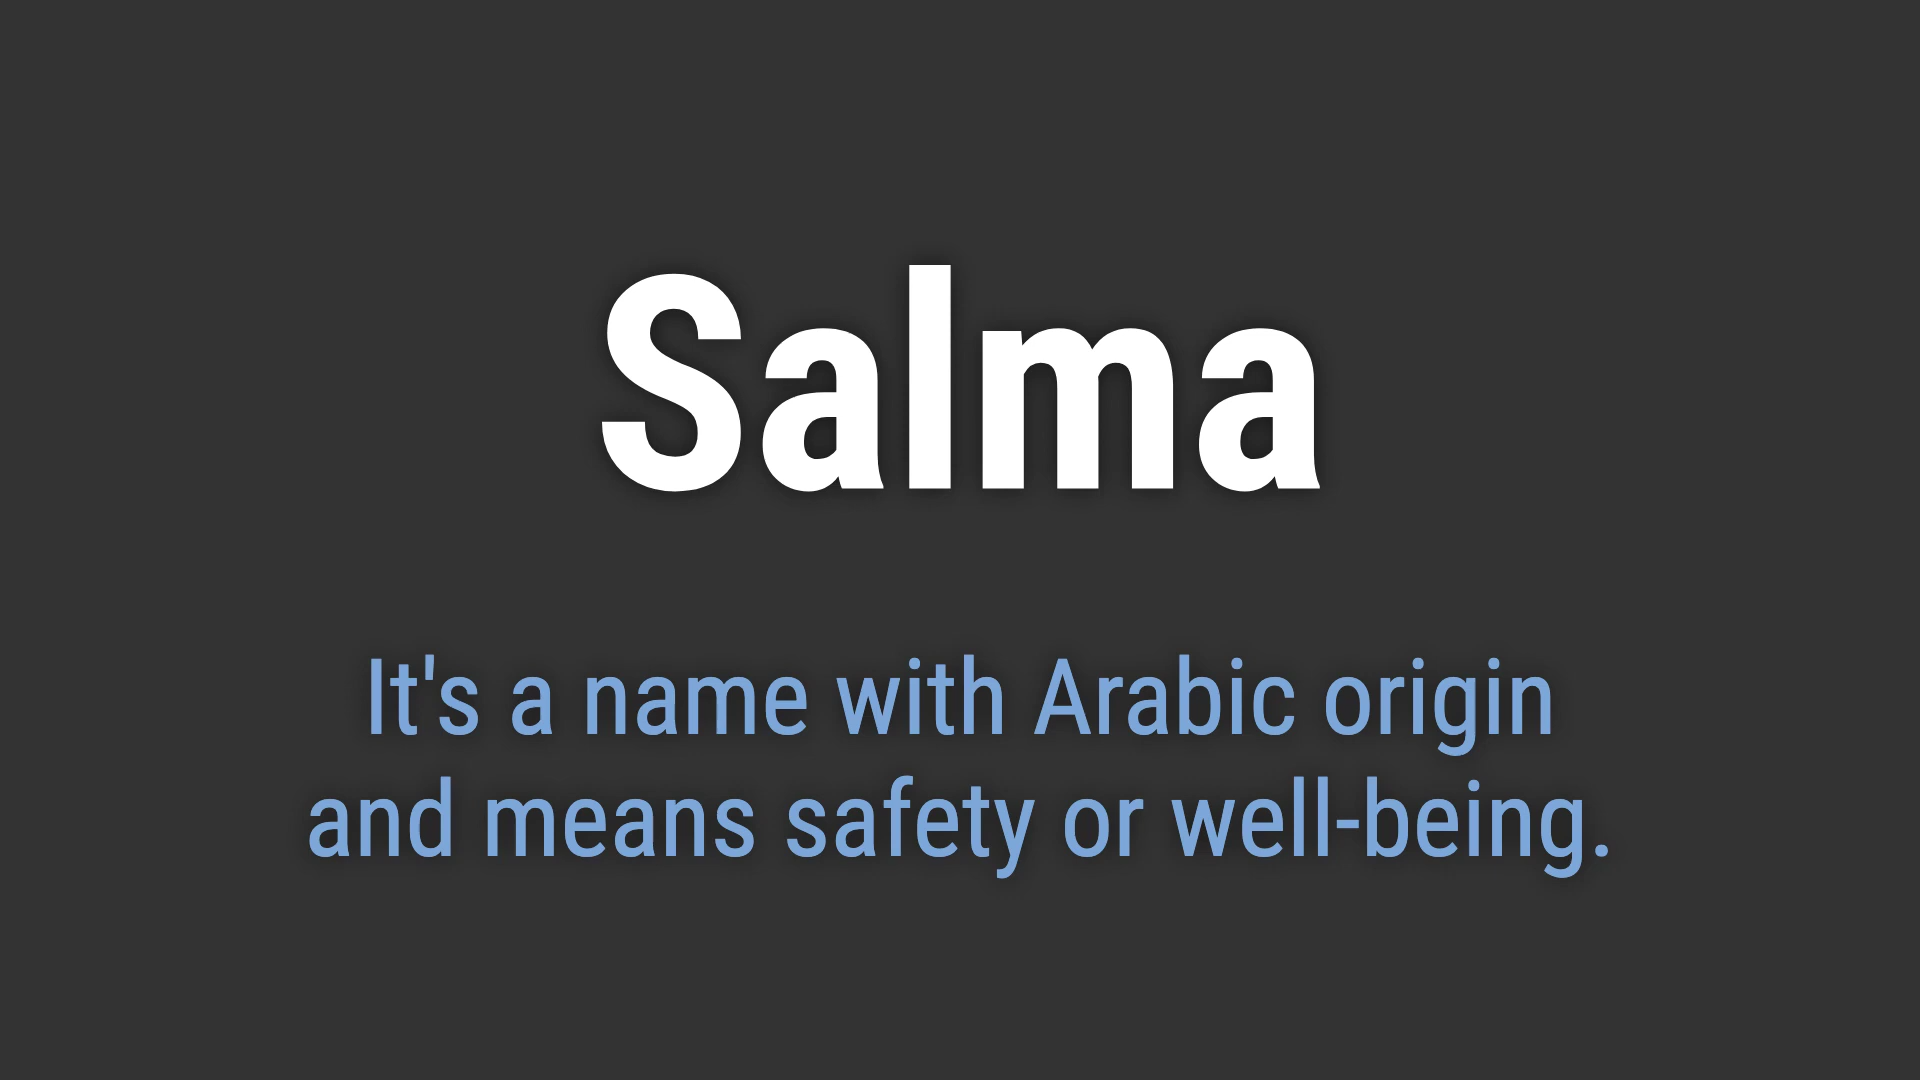 Salma
It's a name with Arabic origin
and means safety or well-being.